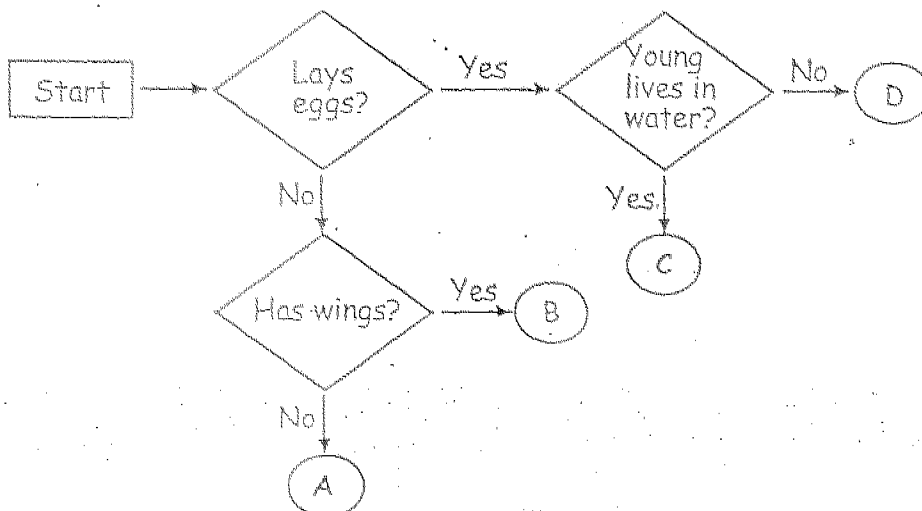 Start
Lays
eggs?
Yes
Young
lives in
water?
No
D
No
Yes
C
Has wings?
Yes
B
No
A